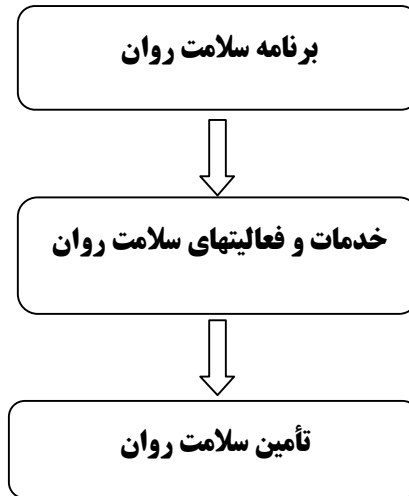 برنامه سلامت روان
خدمات و فعالیتهای سلامت روان
تأمین سلامت روان